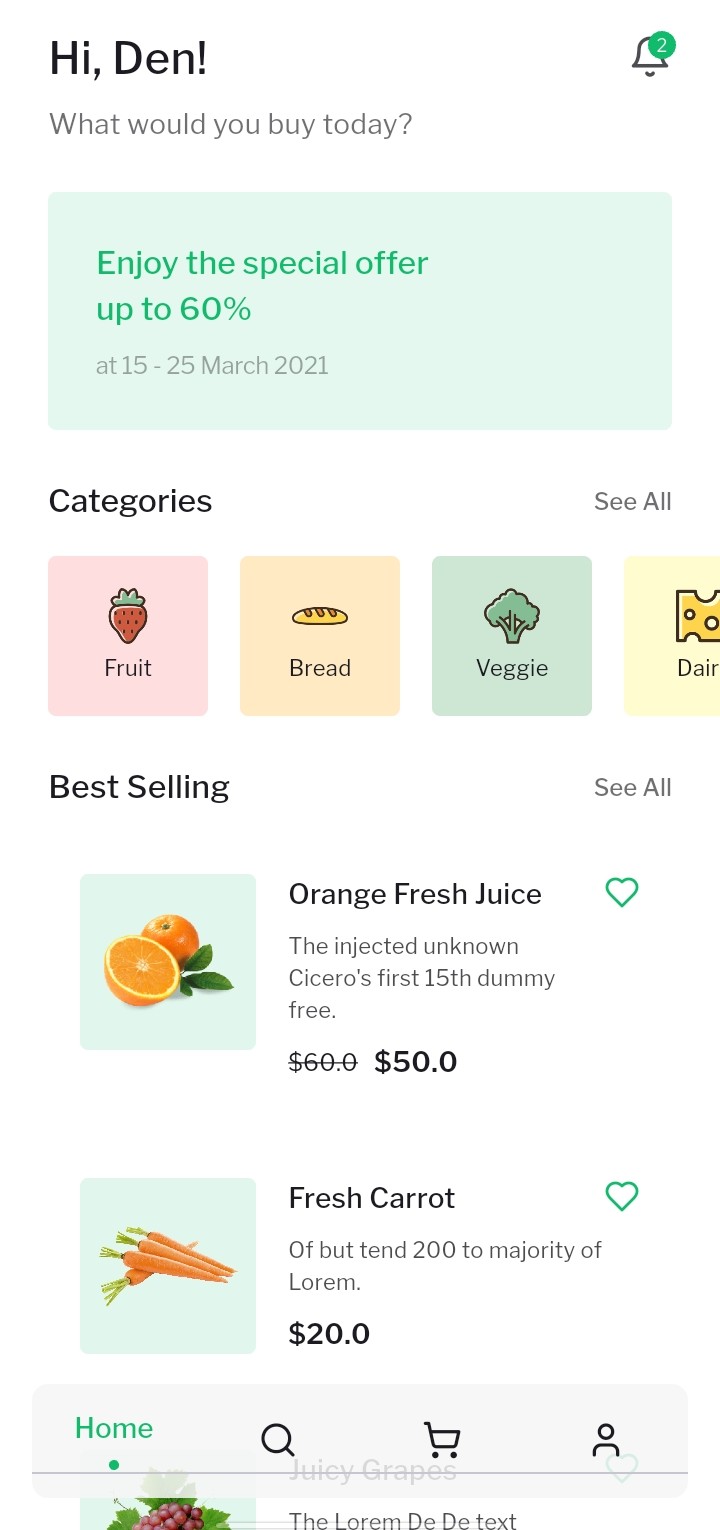 Hi, Den!
2
What would you buy today?
Enjoy the special offer
up to 60%
at 15 - 25 March 2021
Categories
See All
Fruit
Bread
Veggie
Dair
Best Selling
See All
Orange Fresh Juice
The injected unknown
Cicero's first 15th dummy
free.
$60.0 $50.0
Fresh Carrot
Of but tend 200 to majority of
Lorem.
$20.0
Home
Juicy Grapes
The Lorem De De text